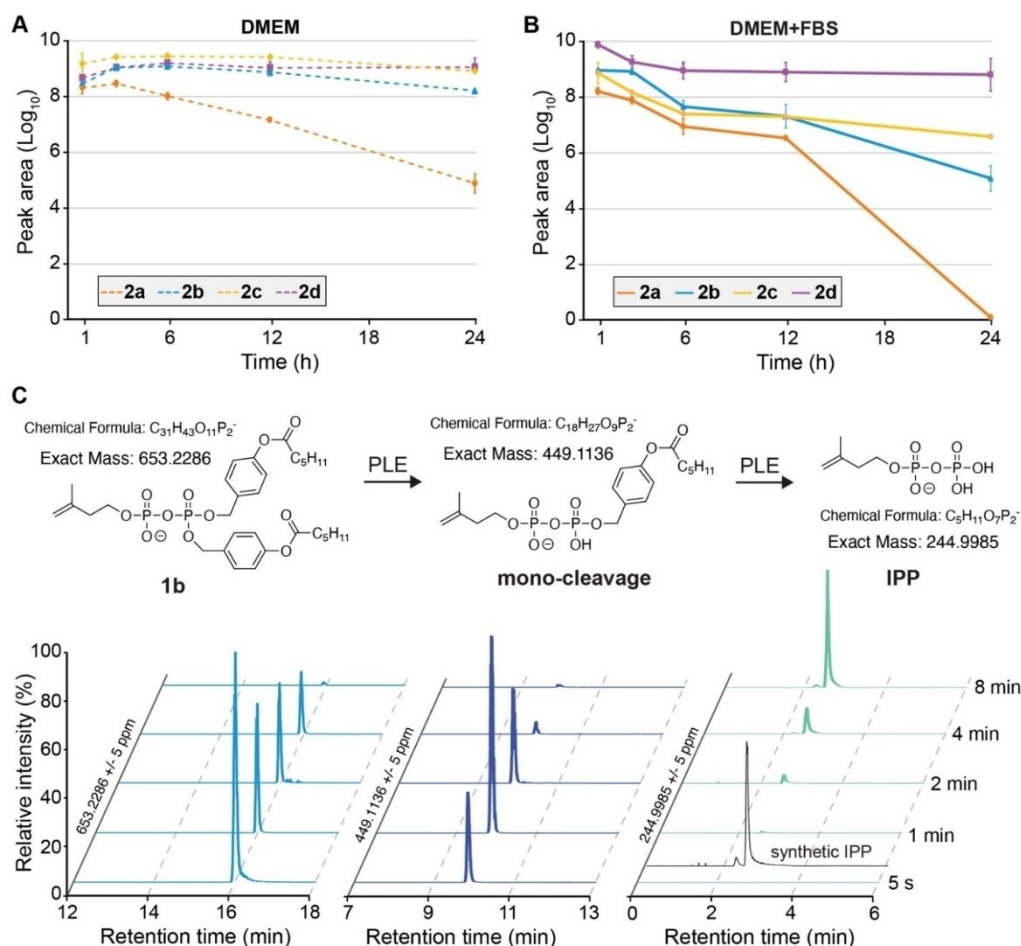 A
DMEM
Peak area (Log10)
10
8
6
4
2
0
2a 2b 2c 2d
1 6 12 18 24
Time (h)
B
DMEM+FBS
Peak area (Log10)
10
8
6
4
2
0
2a 2b 2c 2d
1 6 12 18 24
Time (h)
C
Chemical Formula: C31H43O11P2-
Exact Mass: 653.2286
O
O C5H11
O O
O P O P O
O⊖ O
O
O C5H11
1b
PLE
Chemical Formula: C18H27O9P2-
Exact Mass: 449.1136
O
O C5H11
O O
O P O P O
O⊖ OH
mono-cleavage
PLE
O O
O P O P OH
O⊖ OH
Chemical Formula: C5H11O7P2-
Exact Mass: 244.9985
IPP
Relative intensity (%)
100
80
60
40
20
0
653.2286 +/- 5 ppm
12 14 16 18
Retention time (min)
449.1136 +/- 5 ppm
7 9 11 13
Retention time (min)
244.9985 +/- 5 ppm
8 min
4 min
2 min
1 min
synthetic IPP
5 s
0 2 4 6
Retention time (min)